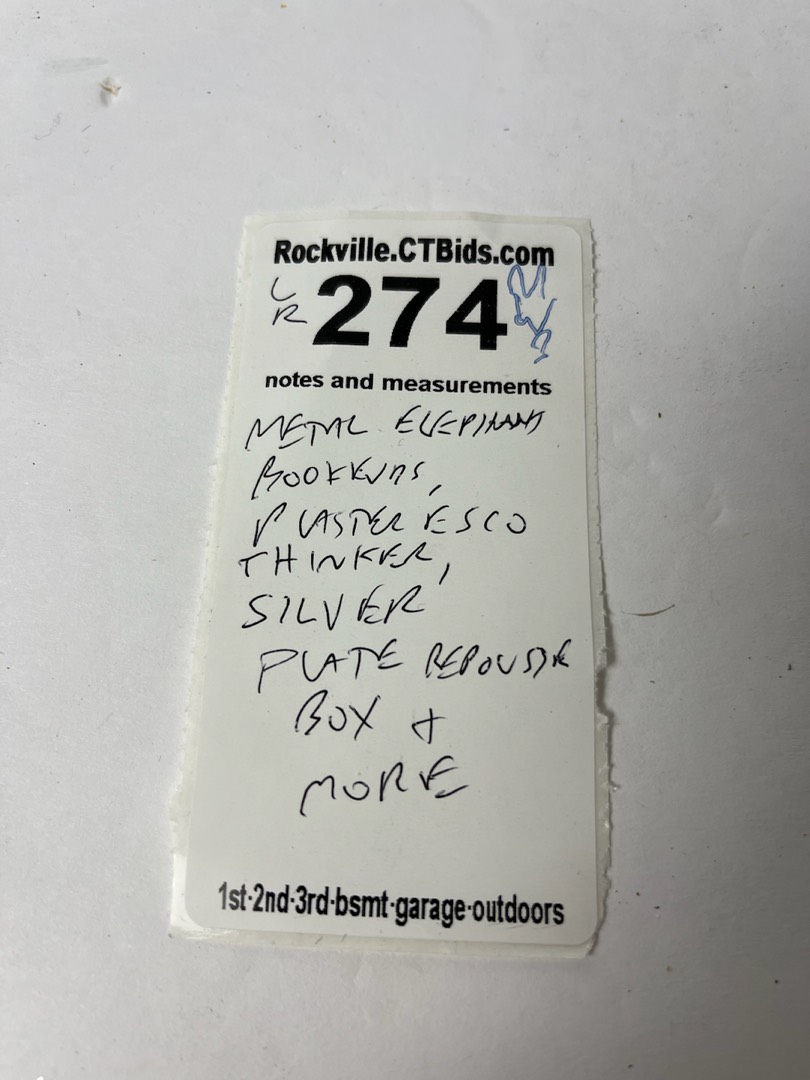 Rockville.CTBids.com
LR 274
notes and measurements
METAL ELEPHANT
BOOKENDS,
PLASTER ESCO
THINKER,
SILVER
PLATE REPOUSSE
BOX +
MORE
1st·2nd·3rd·bsmt·garage·outdoors